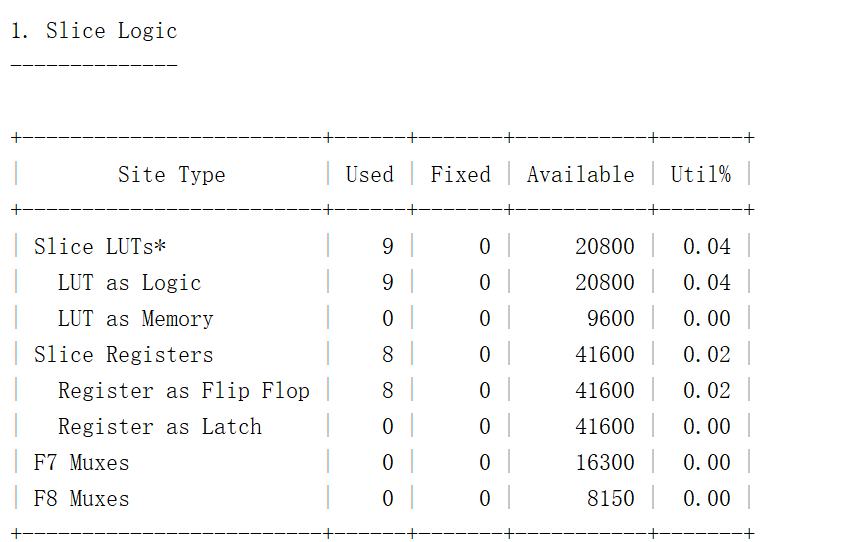 1. Slice Logic
--------------

+-------------------------+------+-------+-----------+-------+
|        Site Type        | Used | Fixed | Available | Util% |
+-------------------------+------+-------+-----------+-------+
| Slice LUTs*             |    9 |     0 |     20800 |  0.04 |
|   LUT as Logic          |    9 |     0 |     20800 |  0.04 |
|   LUT as Memory         |    0 |     0 |      9600 |  0.00 |
| Slice Registers         |    8 |     0 |     41600 |  0.02 |
|   Register as Flip Flop |    8 |     0 |     41600 |  0.02 |
|   Register as Latch     |    0 |     0 |     41600 |  0.00 |
| F7 Muxes                |    0 |     0 |     16300 |  0.00 |
| F8 Muxes                |    0 |     0 |      8150 |  0.00 |
+-------------------------+------+-------+-----------+-------+